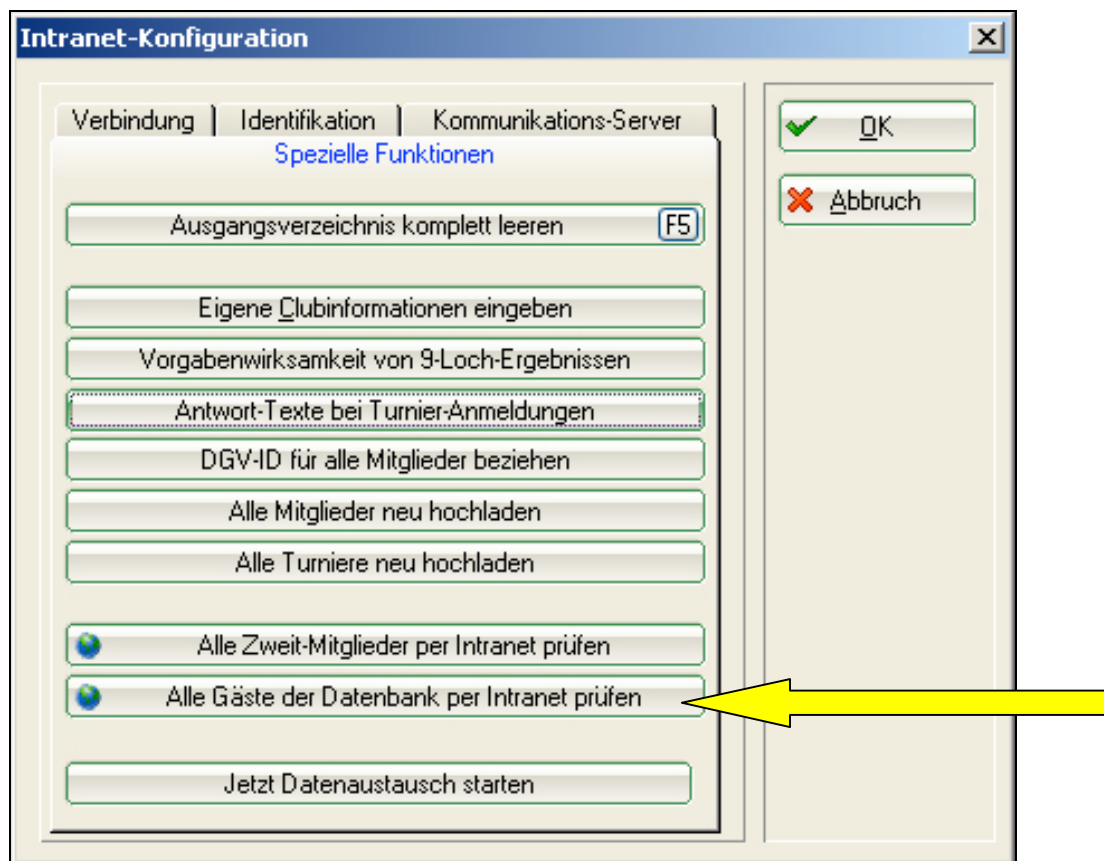 Intranet-Konfiguration
Verbindung
Identifikation
Kommunikations-Server
Spezielle Funktionen
Ausgangsverzeichnis komplett leeren F5
Eigene Clubinformationen eingeben
Vorgabenwirksamkeit von 9-Loch-Ergebnissen
Antwort-Texte bei Turnier-Anmeldungen
DGV-ID für alle Mitglieder beziehen
Alle Mitglieder neu hochladen
Alle Turniere neu hochladen
Alle Zweit-Mitglieder per Intranet prüfen
Alle Gäste der Datenbank per Intranet prüfen
Jetzt Datenaustausch starten
OK
Abbruch